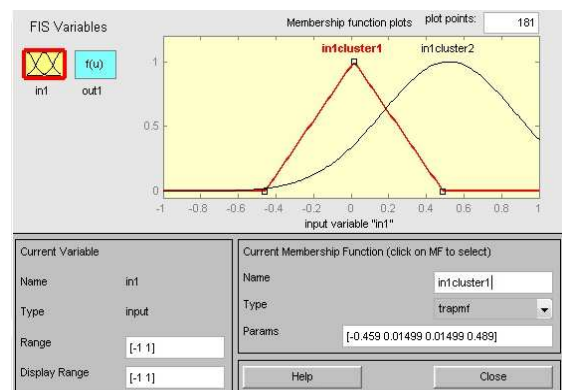 FIS Variables
Membership function plots
plot points:
181
f(u)
in1
out1
in1cluster1
in1cluster2
1
0.5
0
-1 -0.8 -0.6 -0.4 -0.2 0 0.2 0.4 0.6 0.8 1
input variable "in1"
Current Variable
Name in1
Type input
Range [-1 1]
Display Range [-1 1]
Current Membership Function (click on MF to select)
Name in1cluster1
Type trapmf
Params [-0.459 0.01499 0.01499 0.489]
Help Close